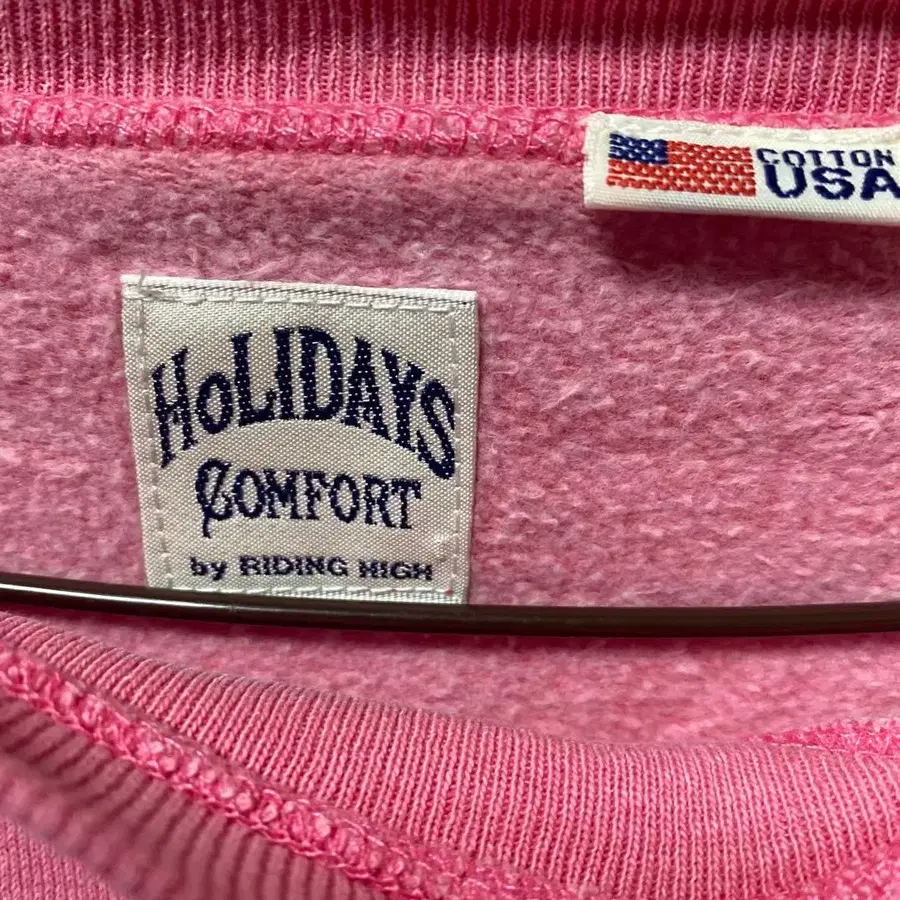 COTTON
USA
HOLIDAYS
COMFORT
by RIDING HIGH